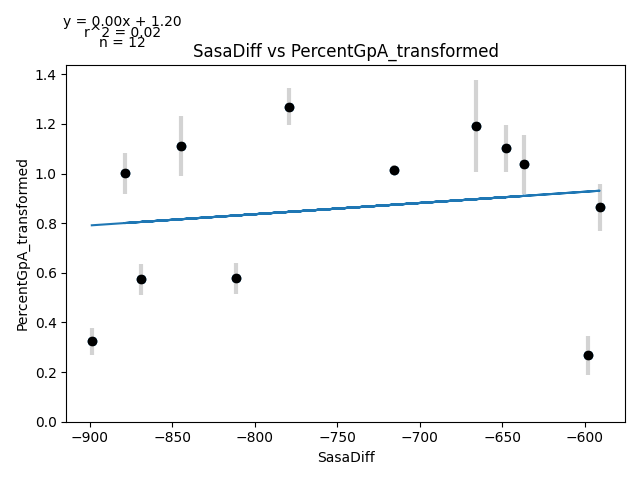 y = 0.00x + 1.20
r^2 = 0.02
n = 12
SasaDiff vs PercentGpA_transformed
PercentGpA_transformed
1.4
1.2
1.0
0.8
0.6
0.4
0.2
0.0
−900
−850
−800
−750
−700
−650
−600
SasaDiff